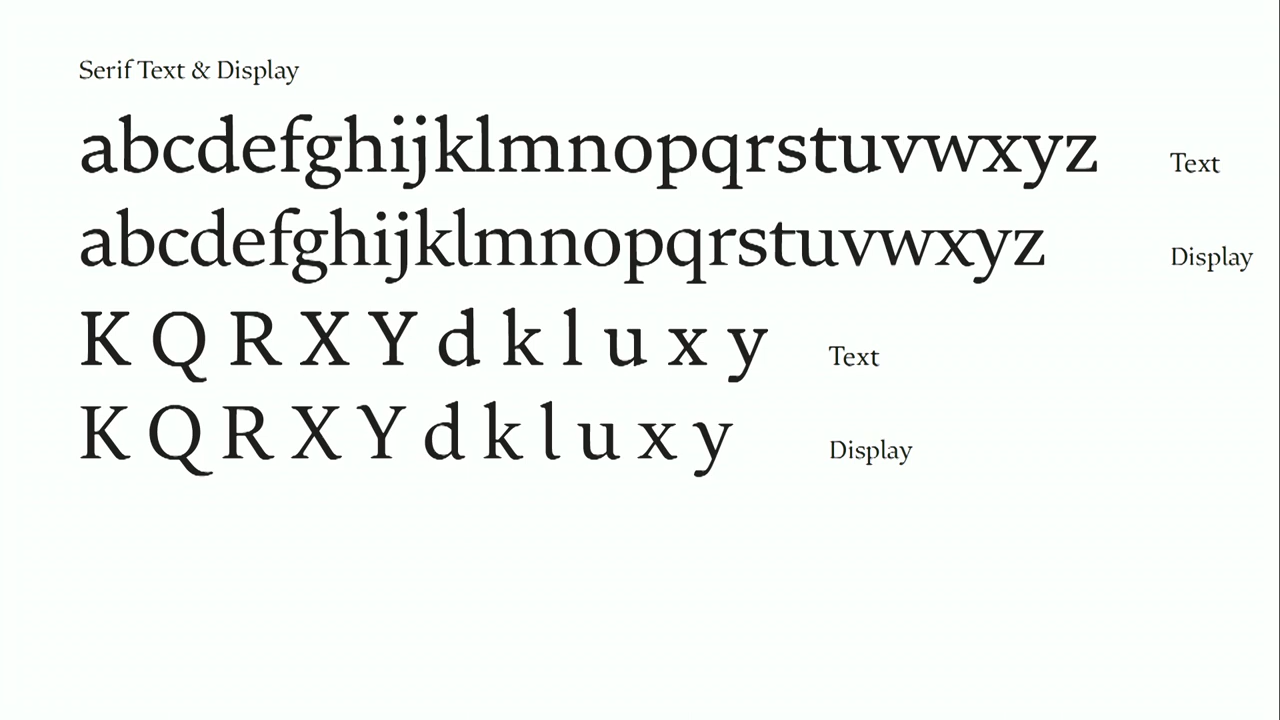 Serif Text & Display
abcdefghijklmnopqrstuvwxyz Text
abcdefghijklmnopqrstuvwxyz Display
K Q R X Y d k l u x y Text
K Q R X Y d k l u x y Display